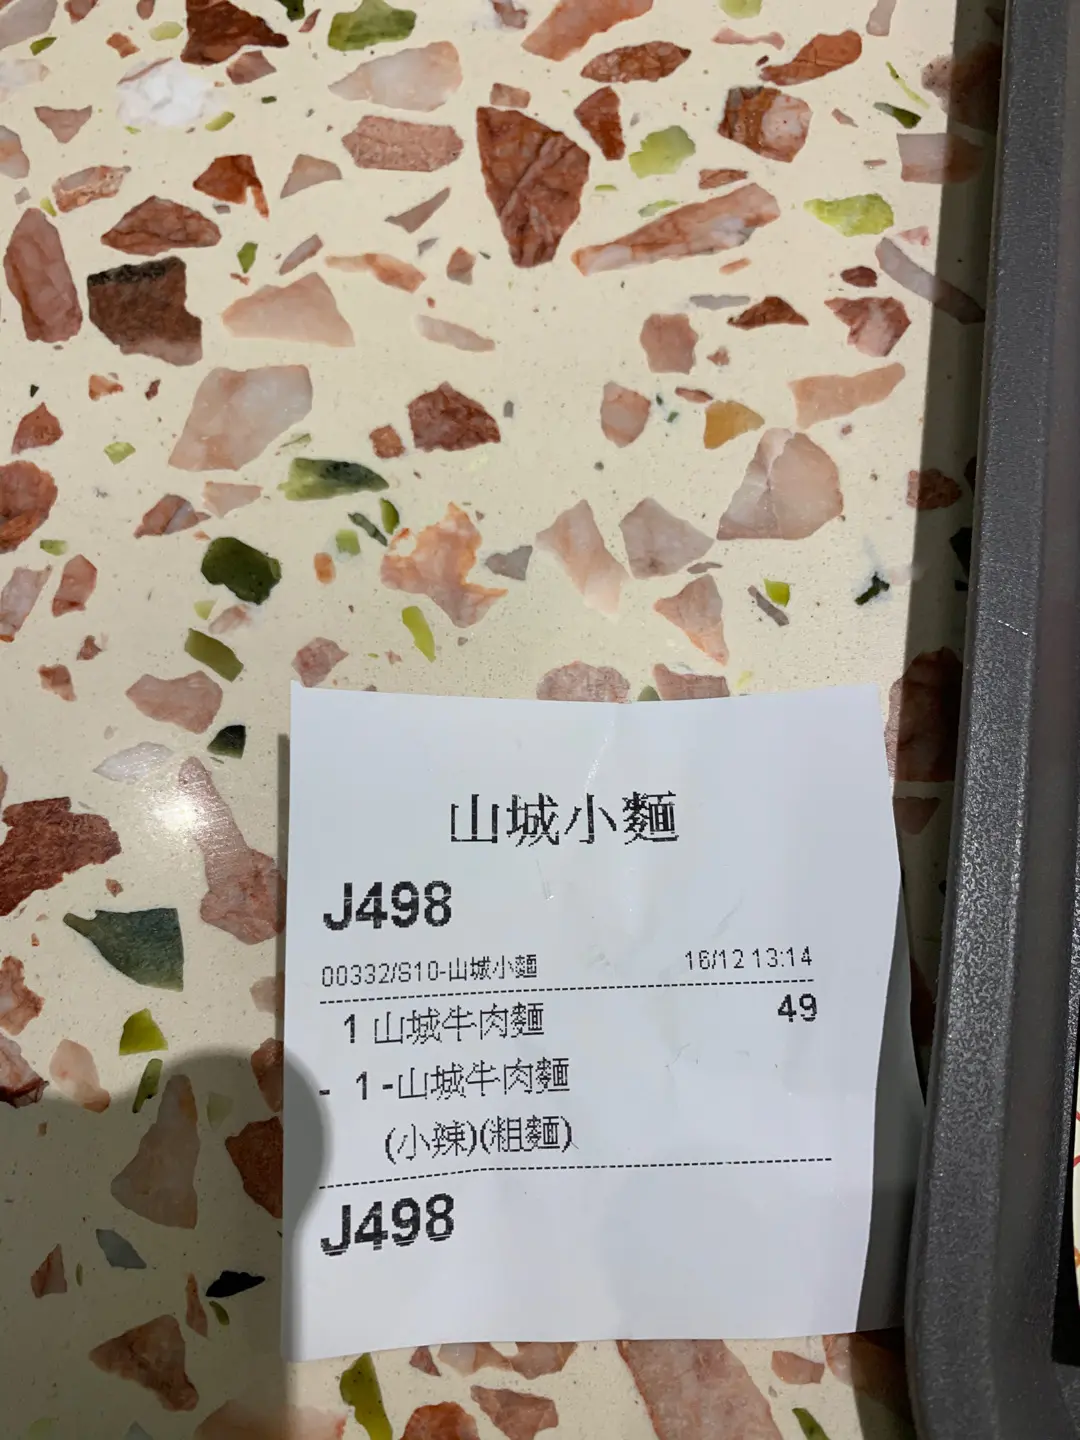 山城小麵
J498
00332/S10-山城小麵 16/12 13:14
1 山城牛肉麵 49
- 1 -山城牛肉麵
(小辣)(粗麵)
J498